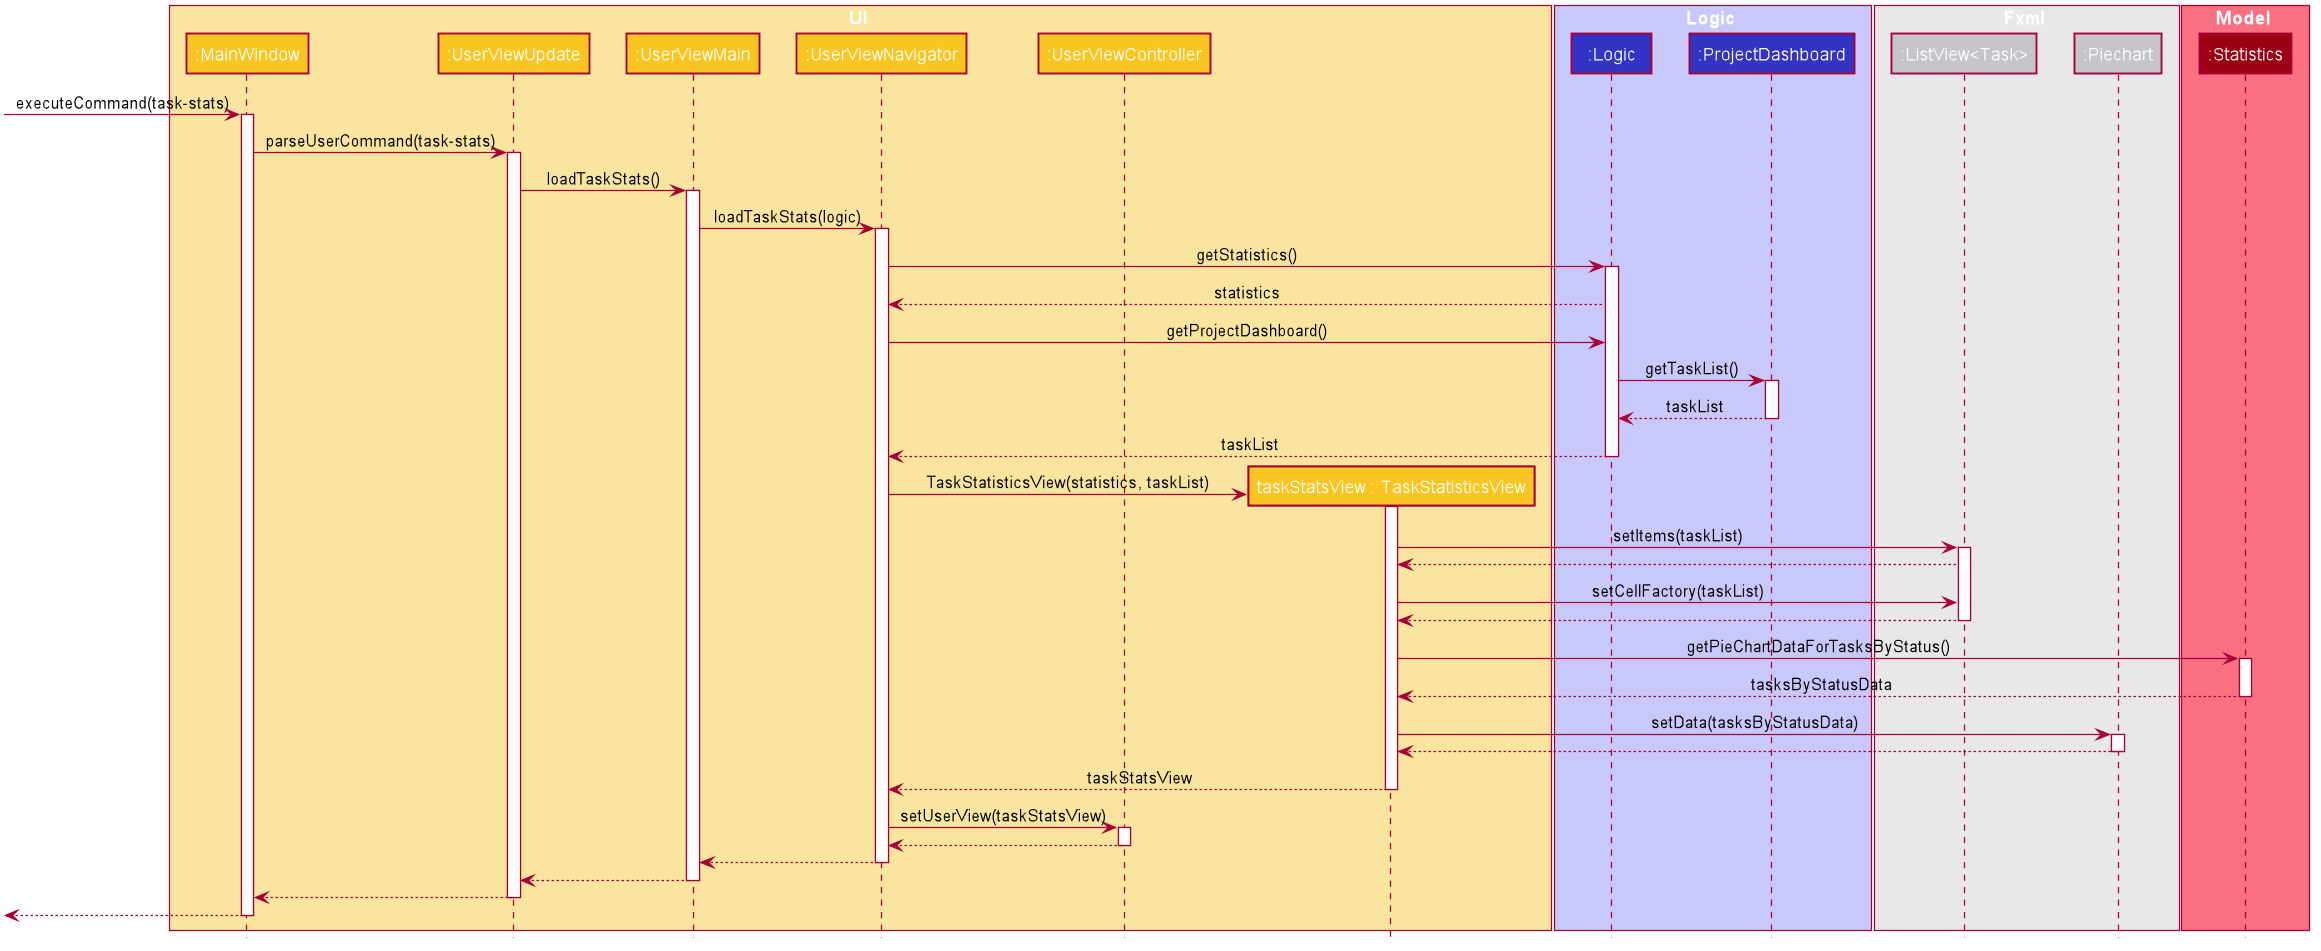 UI
Logic
Fxml
Model
:MainWindow
:UserViewUpdate
:UserViewMain
:UserViewNavigator
:UserViewController
:Logic
:ProjectDashboard
:ListView<Task>
:Piechart
:Statistics
executeCommand(task-stats)
parseUserCommand(task-stats)
loadTaskStats()
loadTaskStats(logic)
getStatistics()
statistics
getProjectDashboard()
getTaskList()
taskList
taskList
TaskStatisticsView(statistics, taskList)
taskStatsView : TaskStatisticsView
setItems(taskList)
setCellFactory(taskList)
getPieChartDataForTasksByStatus()
tasksByStatusData
setData(tasksByStatusData)
taskStatsView
setUserView(taskStatsView)